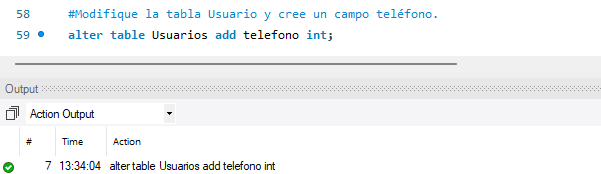 58 #Modifique la tabla Usuario y cree un campo teléfono.
59 alter table Usuarios add telefono int;
Output
Action Output
# Time Action
7 13:34:04 alter table Usuarios add telefono int